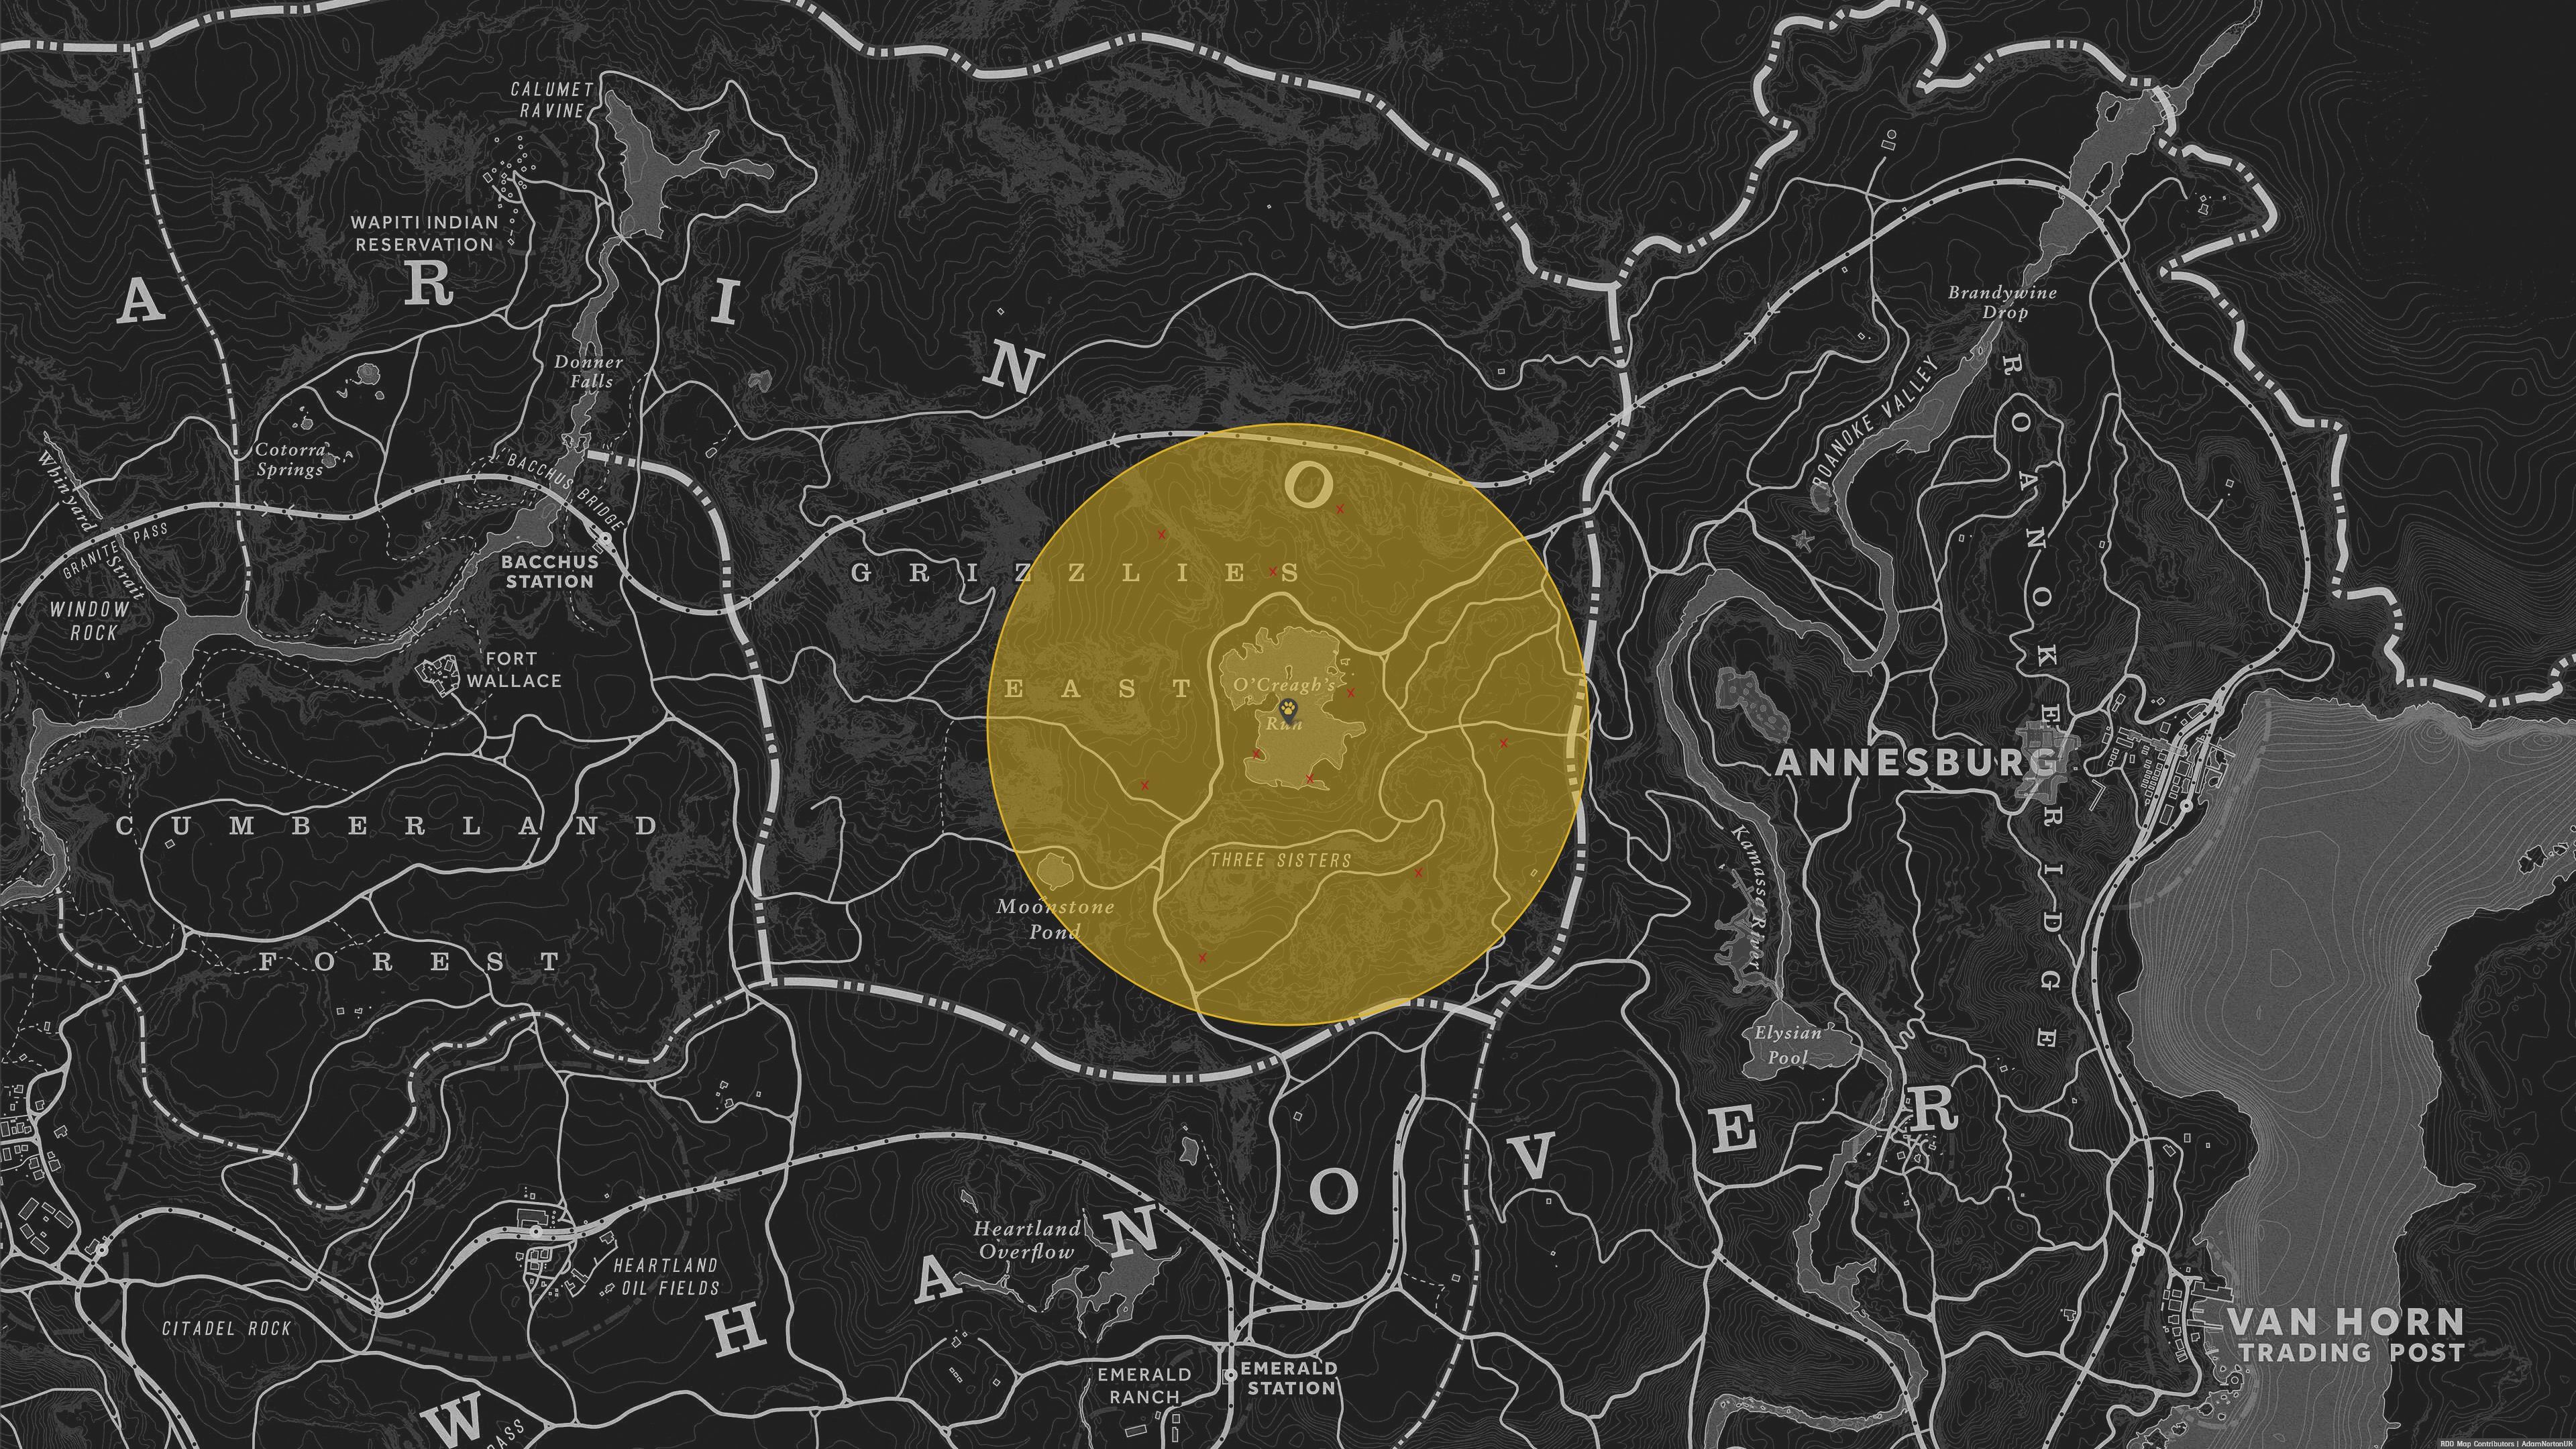 CALUMET
RAVINE
WAPITI INDIAN
RESERVATION
A
R
I
N
O
Brandywine
Drop
Donner
Falls
Cotorra
Springs
Whinyard Strait
BACCHUS BRIDGE
GRANITE PASS
BACCHUS
STATION
WINDOW
ROCK
FORT
WALLACE
GRIZZLIES
EAST
O'Creagh's
Run
ROANOKE VALLEY
ROANOKE RIDGE
ANNESBURG
CUMBERLAND
FOREST
THREE SISTERS
Moonstone
Pond
Kamassa River
Elysian
Pool
W
H
A
N
O
V
E
R
Heartland
Overflow
HEARTLAND
OIL FIELDS
CITADEL ROCK
EMERALD
RANCH
EMERALD
STATION
VAN HORN
TRADING POST
RDO Map Contributors | AdamNortonUK